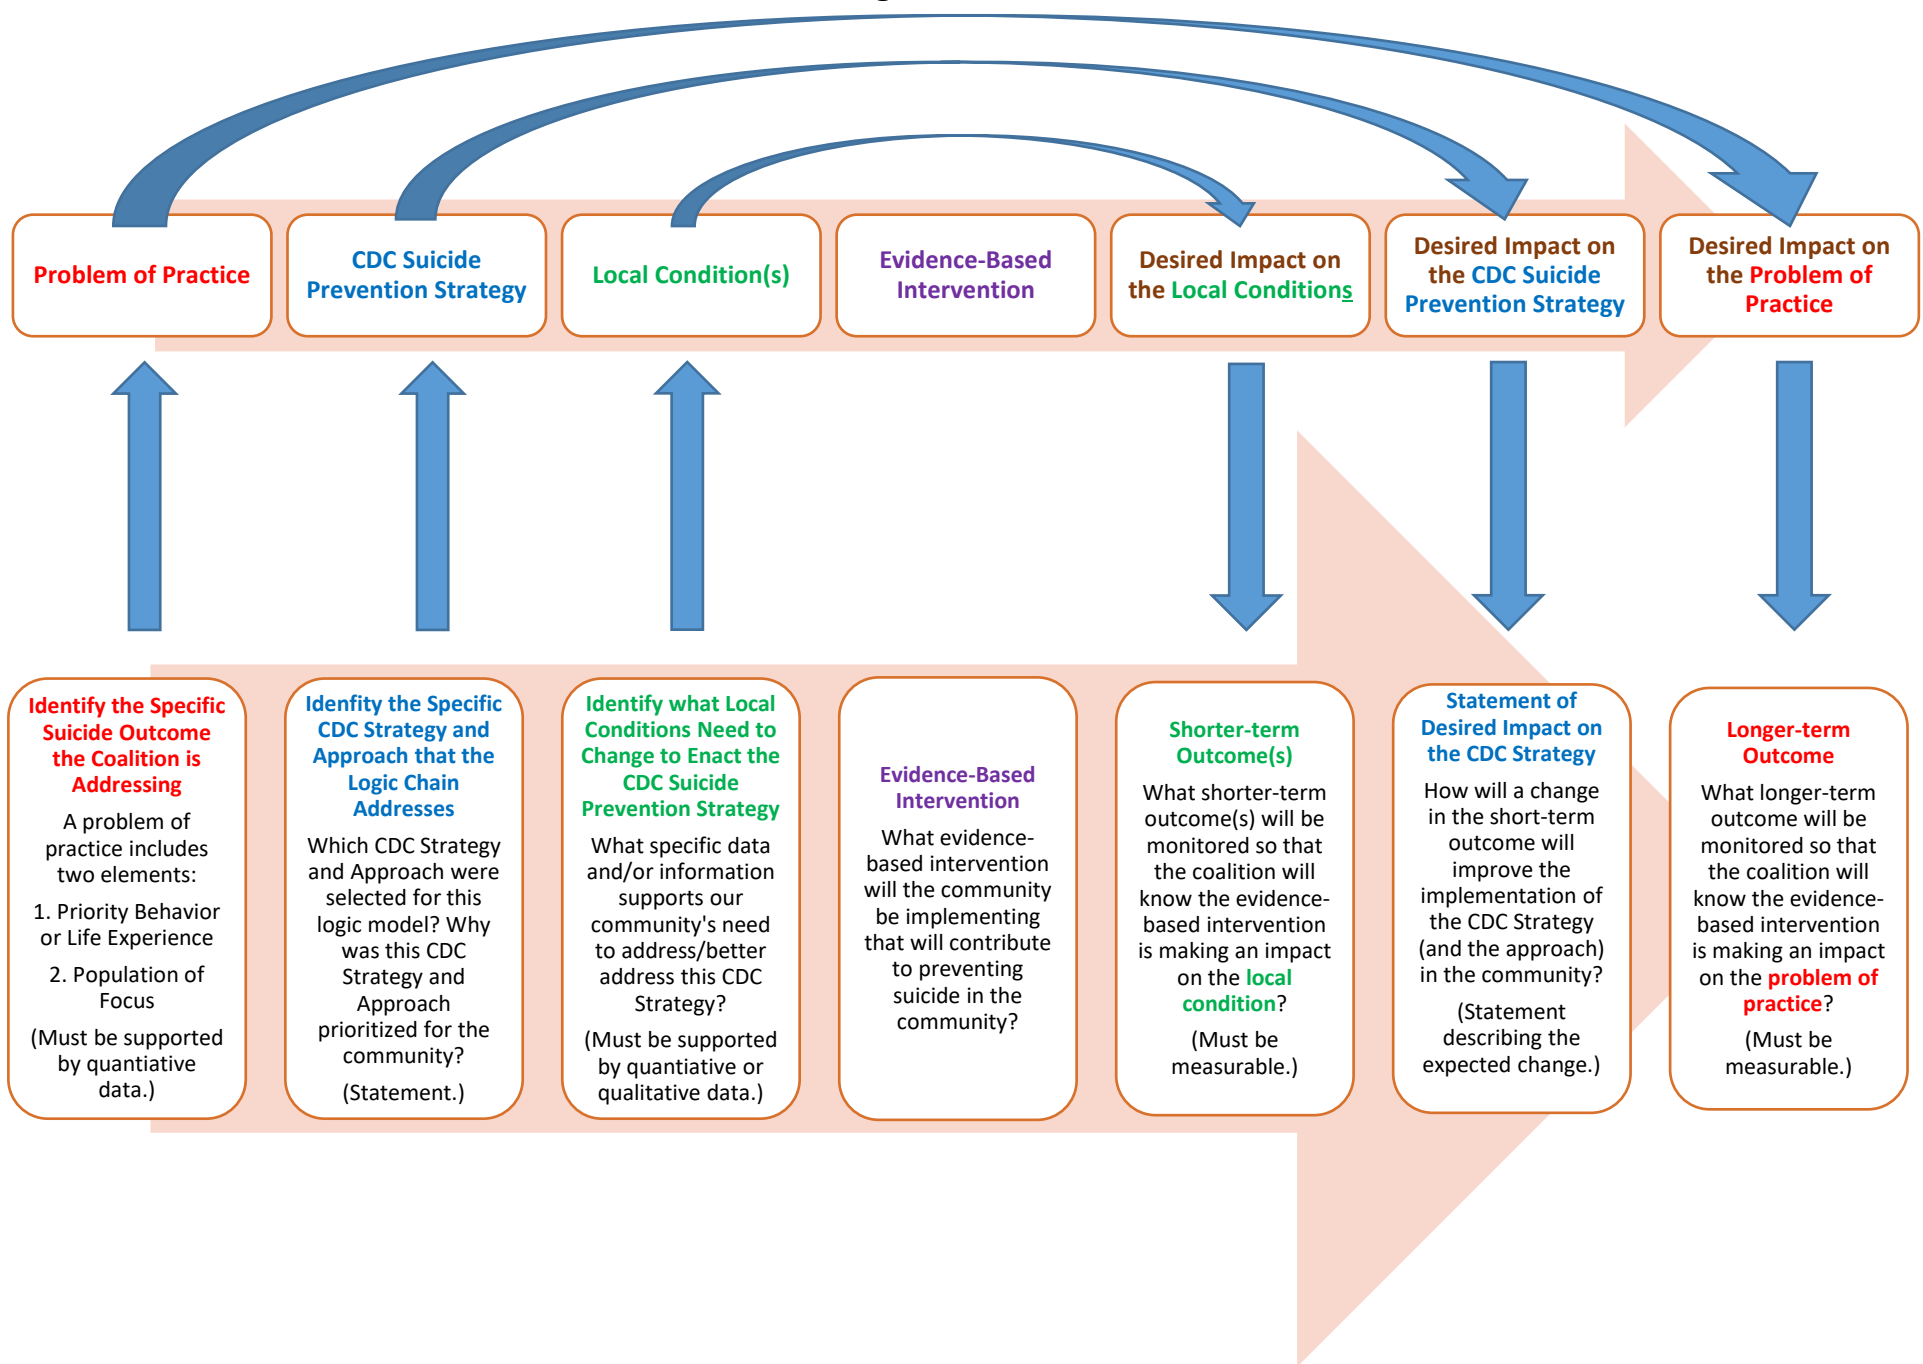 Problem of Practice
CDC Suicide
Prevention Strategy
Local Condition(s)
Evidence-Based
Intervention
Desired Impact on
the Local Conditions
Desired Impact on
the CDC Suicide
Prevention Strategy
Desired Impact on
the Problem of
Practice
Identify the Specific
Suicide Outcome
the Coalition is
Addressing
A problem of
practice includes
two elements:
1. Priority Behavior
or Life Experience
2. Population of
Focus
(Must be supported
by quantiative
data.)
Idenfity the Specific
CDC Strategy and
Approach that the
Logic Chain
Addresses
Which CDC Strategy
and Approach were
selected for this
logic model? Why
was this CDC
Strategy and
Approach
prioritized for the
community?
(Statement.)
Identify what Local
Conditions Need to
Change to Enact the
CDC Suicide
Prevention Strategy
What specific data
and/or information
supports our
community's need
to address/better
address this CDC
Strategy?
(Must be supported
by quantiative or
qualitative data.)
Evidence-Based
Intervention
What evidence-
based intervention
will the community
be implementing
that will contribute
to preventing
suicide in the
community?
Shorter-term
Outcome(s)
What shorter-term
outcome(s) will be
monitored so that
the coalition will
know the evidence-
based intervention
is making an impact
on the local
condition?
(Must be
measurable.)
Statement of
Desired Impact on
the CDC Strategy
How will a change
in the short-term
outcome will
improve the
implementation of
the CDC Strategy
(and the approach)
in the community?
(Statement
describing the
expected change.)
Longer-term
Outcome
What longer-term
outcome will be
monitored so that
the coalition will
know the evidence-
based intervention
is making an impact
on the problem of
practice?
(Must be
measurable.)